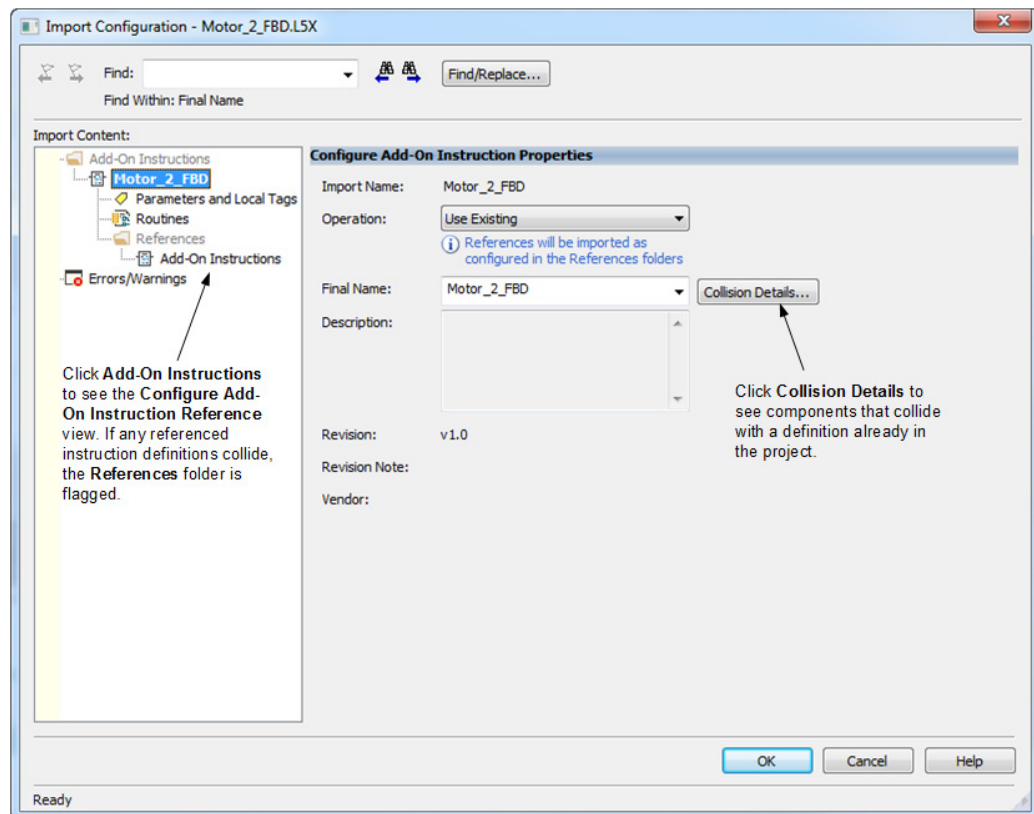 Import Configuration - Motor_2_FBD.L5X
Find:
Find/Replace...
Find Within: Final Name
Import Content:
Add-On Instructions
Motor_2_FBD
Parameters and Local Tags
Routines
References
Add-On Instructions
Errors/Warnings
Click Add-On Instructions
to see the Configure Add-
On Instruction Reference
view. If any referenced
instruction definitions collide,
the References folder is
flagged.
Configure Add-On Instruction Properties
Import Name: Motor_2_FBD
Operation: Use Existing
References will be imported as
configured in the References folders
Final Name: Motor_2_FBD
Collision Details...
Description:
Click Collision Details to
see components that collide
with a definition already in
the project.
Revision: v1.0
Revision Note:
Vendor:
OK Cancel Help
Ready